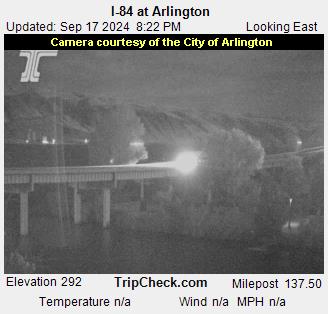 I-84 at Arlington
Updated: Sep 17 2024 8:22 PM Looking East
Camera courtesy of the City of Arlington
Elevation 292 TripCheck.com Milepost 137.50
Temperature n/a Wind n/a MPH n/a